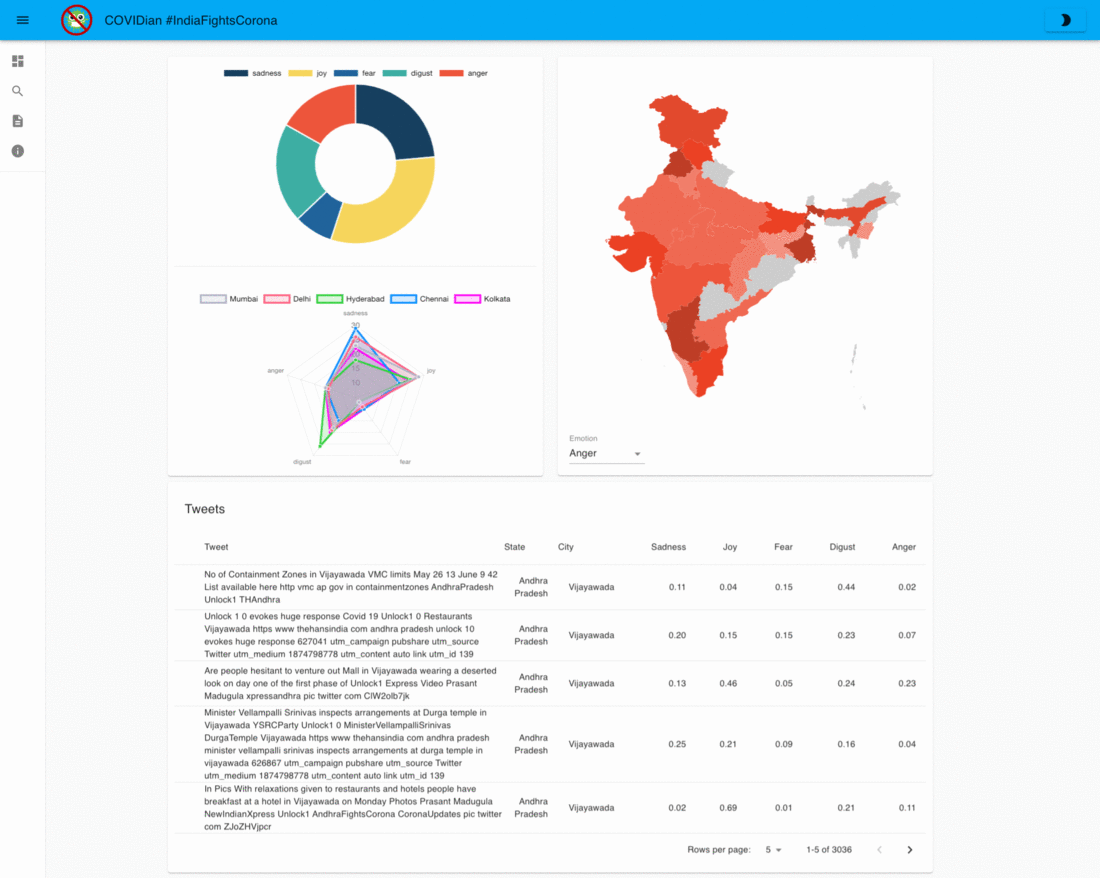 COVIDian #IndiaFightsCorona
sadness joy fear digust anger
Mumbai Delhi Hyderabad Chennai Kolkata
sadness
30
15
10
anger
joy
digust
fear
Emotion
Anger
Tweets
Tweet State City Sadness Joy Fear Digust Anger
No of Containment Zones in Vijayawada VMC limits May 26 13 June 9 42
List available here http vmc ap gov in containmentzones AndhraPradesh
Unlock1 THAndhra
Andhra
Pradesh
Vijayawada 0.11 0.04 0.15 0.44 0.02
Unlock 1 0 evokes huge response Covid 19 Unlock1 0 Restaurants
Vijayawada https www thehansindia com andhra pradesh unlock 10
evokes huge response 627041 utm_campaign pubshare utm_source
Twitter utm_medium 1874798778 utm_content auto link utm_id 139
Andhra
Pradesh
Vijayawada 0.20 0.15 0.15 0.23 0.07
Are people hesitant to venture out Mall in Vijayawada wearing a deserted
look on day one of the first phase of Unlock1 Express Video Prasant
Madugula xpressandhra pic twitter com ClW2olb7jk
Andhra
Pradesh
Vijayawada 0.13 0.46 0.05 0.24 0.23
Minister Vellampalli Srinivas inspects arrangements at Durga temple in
Vijayawada YSRCParty Unlock1 0 MinisterVellampalliSrinivas
DurgaTemple Vijayawada https www thehansindia com andhra pradesh
minister vellampalli srinivas inspects arrangements at durga temple in
vijayawada 626867 utm_campaign pubshare utm_source Twitter
utm_medium 1874798778 utm_content auto link utm_id 139
Andhra
Pradesh
Vijayawada 0.25 0.21 0.09 0.16 0.04
In Pics With relaxations given to restaurants and hotels people have
breakfast at a hotel in Vijayawada on Monday Photos Prasant Madugula
NewIndianXpress Unlock1 AndhraFightsCorona CoronaUpdates pic twitter
com ZJoZHVjpcr
Andhra
Pradesh
Vijayawada 0.02 0.69 0.01 0.21 0.11
Rows per page: 5 1-5 of 3036